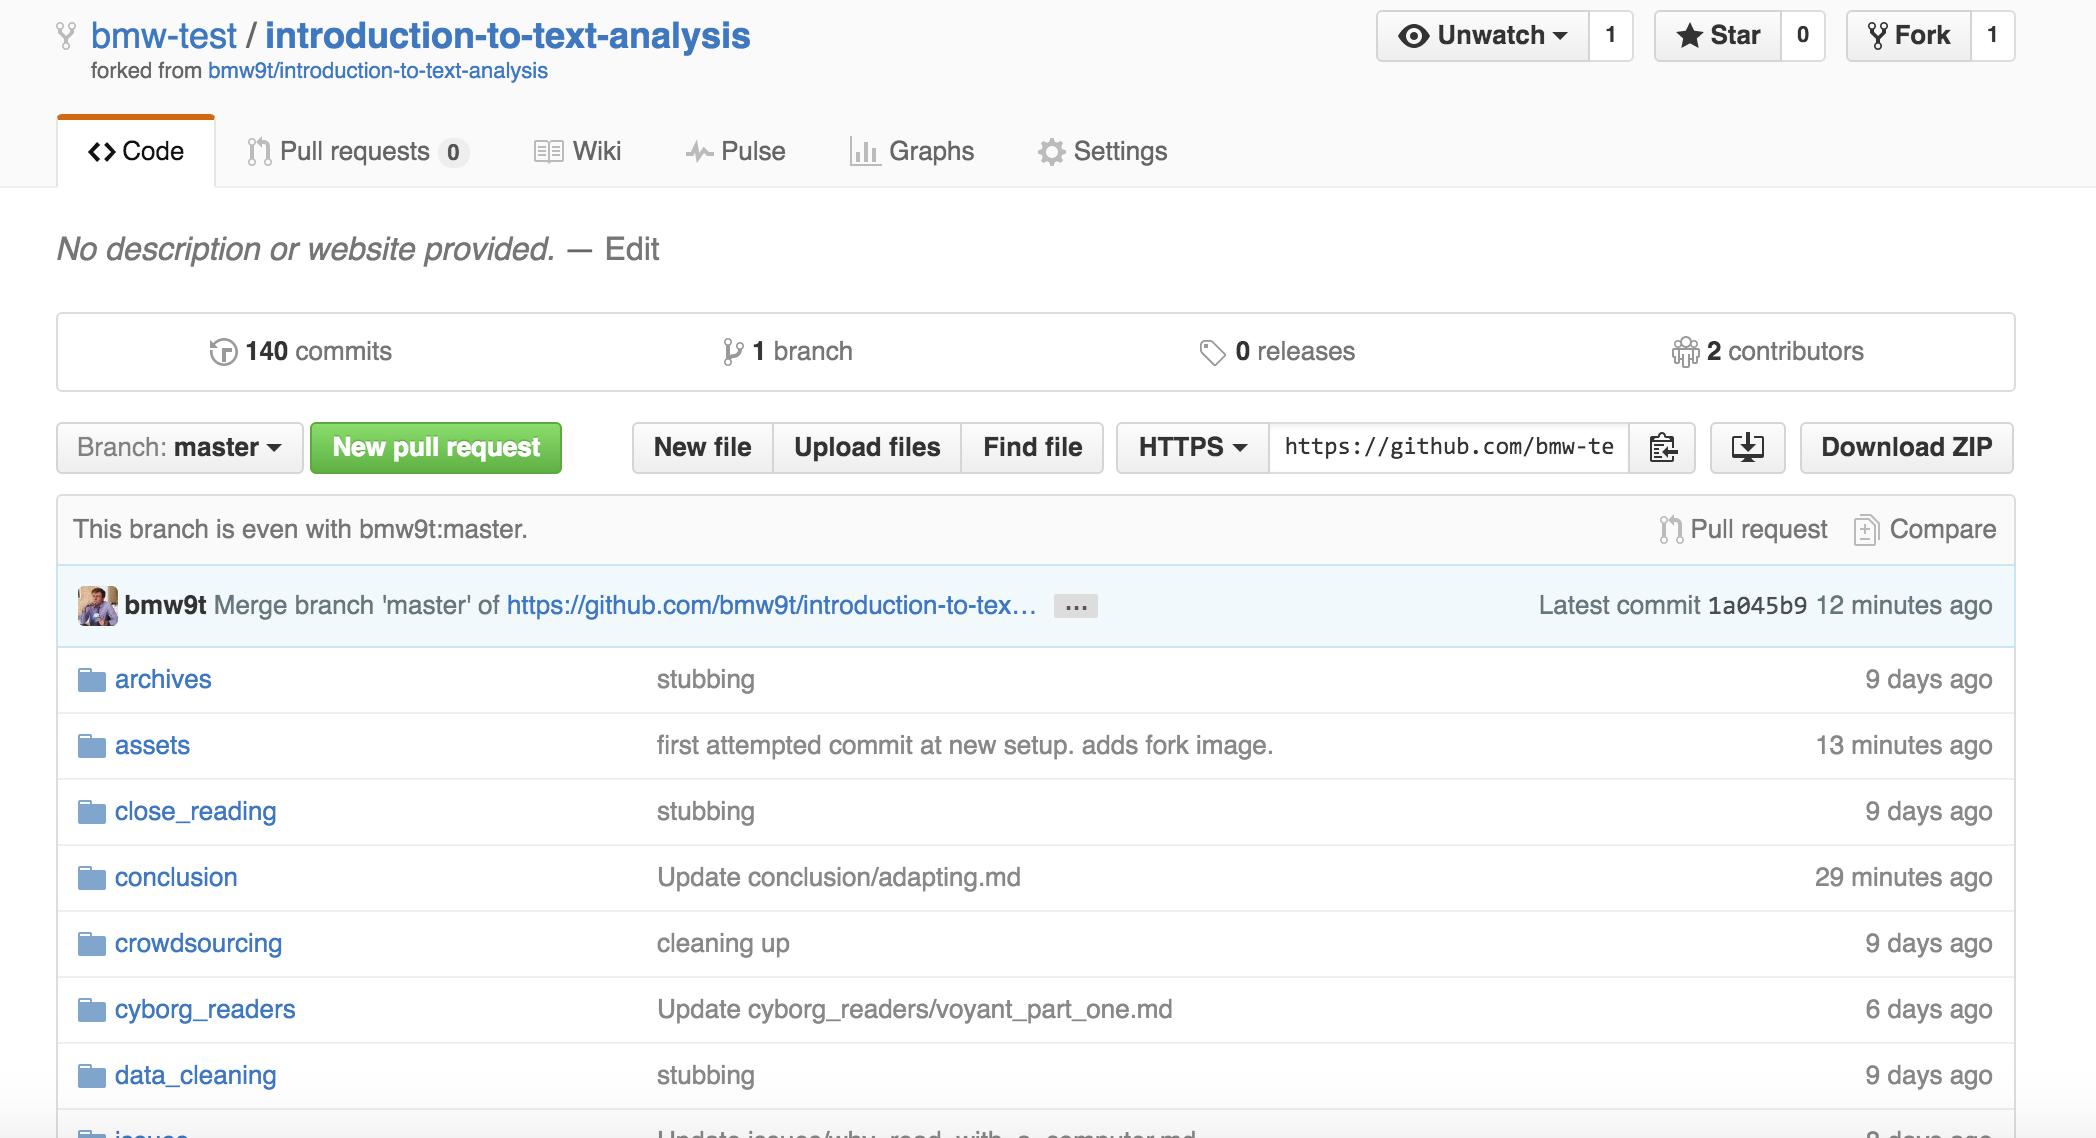 bmw-test / introduction-to-text-analysis
Unwatch 1 Star 0 Fork 1
forked from bmw9t/introduction-to-text-analysis
Code Pull requests 0 Wiki Pulse Graphs Settings
No description or website provided. — Edit
140 commits 1 branch 0 releases 2 contributors
Branch: master New pull request New file Upload files Find file HTTPS https://github.com/bmw-te Download ZIP
This branch is even with bmw9t:master. Pull request Compare
bmw9t Merge branch 'master' of https://github.com/bmw9t/introduction-to-tex… ... Latest commit 1a045b9 12 minutes ago
archives stubbing 9 days ago
assets first attempted commit at new setup. adds fork image. 13 minutes ago
close_reading stubbing 9 days ago
conclusion Update conclusion/adapting.md 29 minutes ago
crowdsourcing cleaning up 9 days ago
cyborg_readers Update cyborg_readers/voyant_part_one.md 6 days ago
data_cleaning stubbing 9 days ago
issues Update issues/why_read_with_a_computer.md days ago